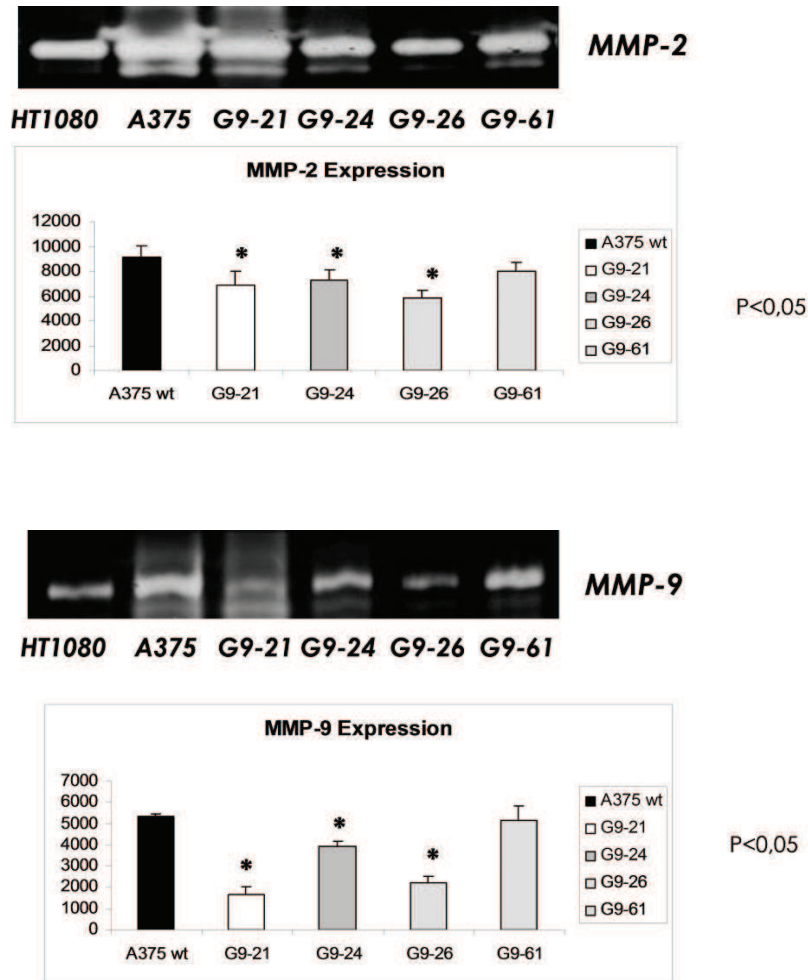 MMP-2
HT1080 A375 G9-21 G9-24 G9-26 G9-61
MMP-2 Expression
12000
10000
8000
6000
4000
2000
0
* * *
A375 wt G9-21 G9-24 G9-26 G9-61
A375 wt
G9-21
G9-24
G9-26
G9-61
P<0,05
MMP-9
HT1080 A375 G9-21 G9-24 G9-26 G9-61
MMP-9 Expression
7000
6000
5000
4000
3000
2000
1000
0
* * *
A375 wt G9-21 G9-24 G9-26 G9-61
A375 wt
G9-21
G9-24
G9-26
G9-61
P<0,05